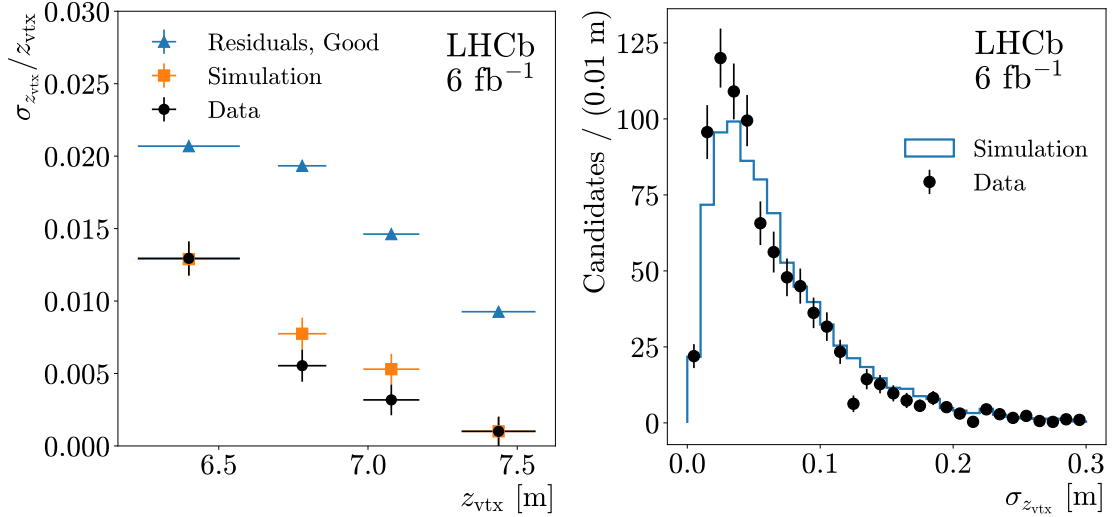 σ_{z_vtx}/z_vtx
0.030
0.025
0.020
0.015
0.010
0.005
0.000
Residuals, Good
Simulation
Data
LHCb
6 fb⁻¹
6.5 7.0 7.5
z_vtx [m]
Candidates / (0.01 m)
125
100
75
50
25
0
LHCb
6 fb⁻¹
Simulation
Data
0.0 0.1 0.2 0.3
σ_{z_vtx} [m]